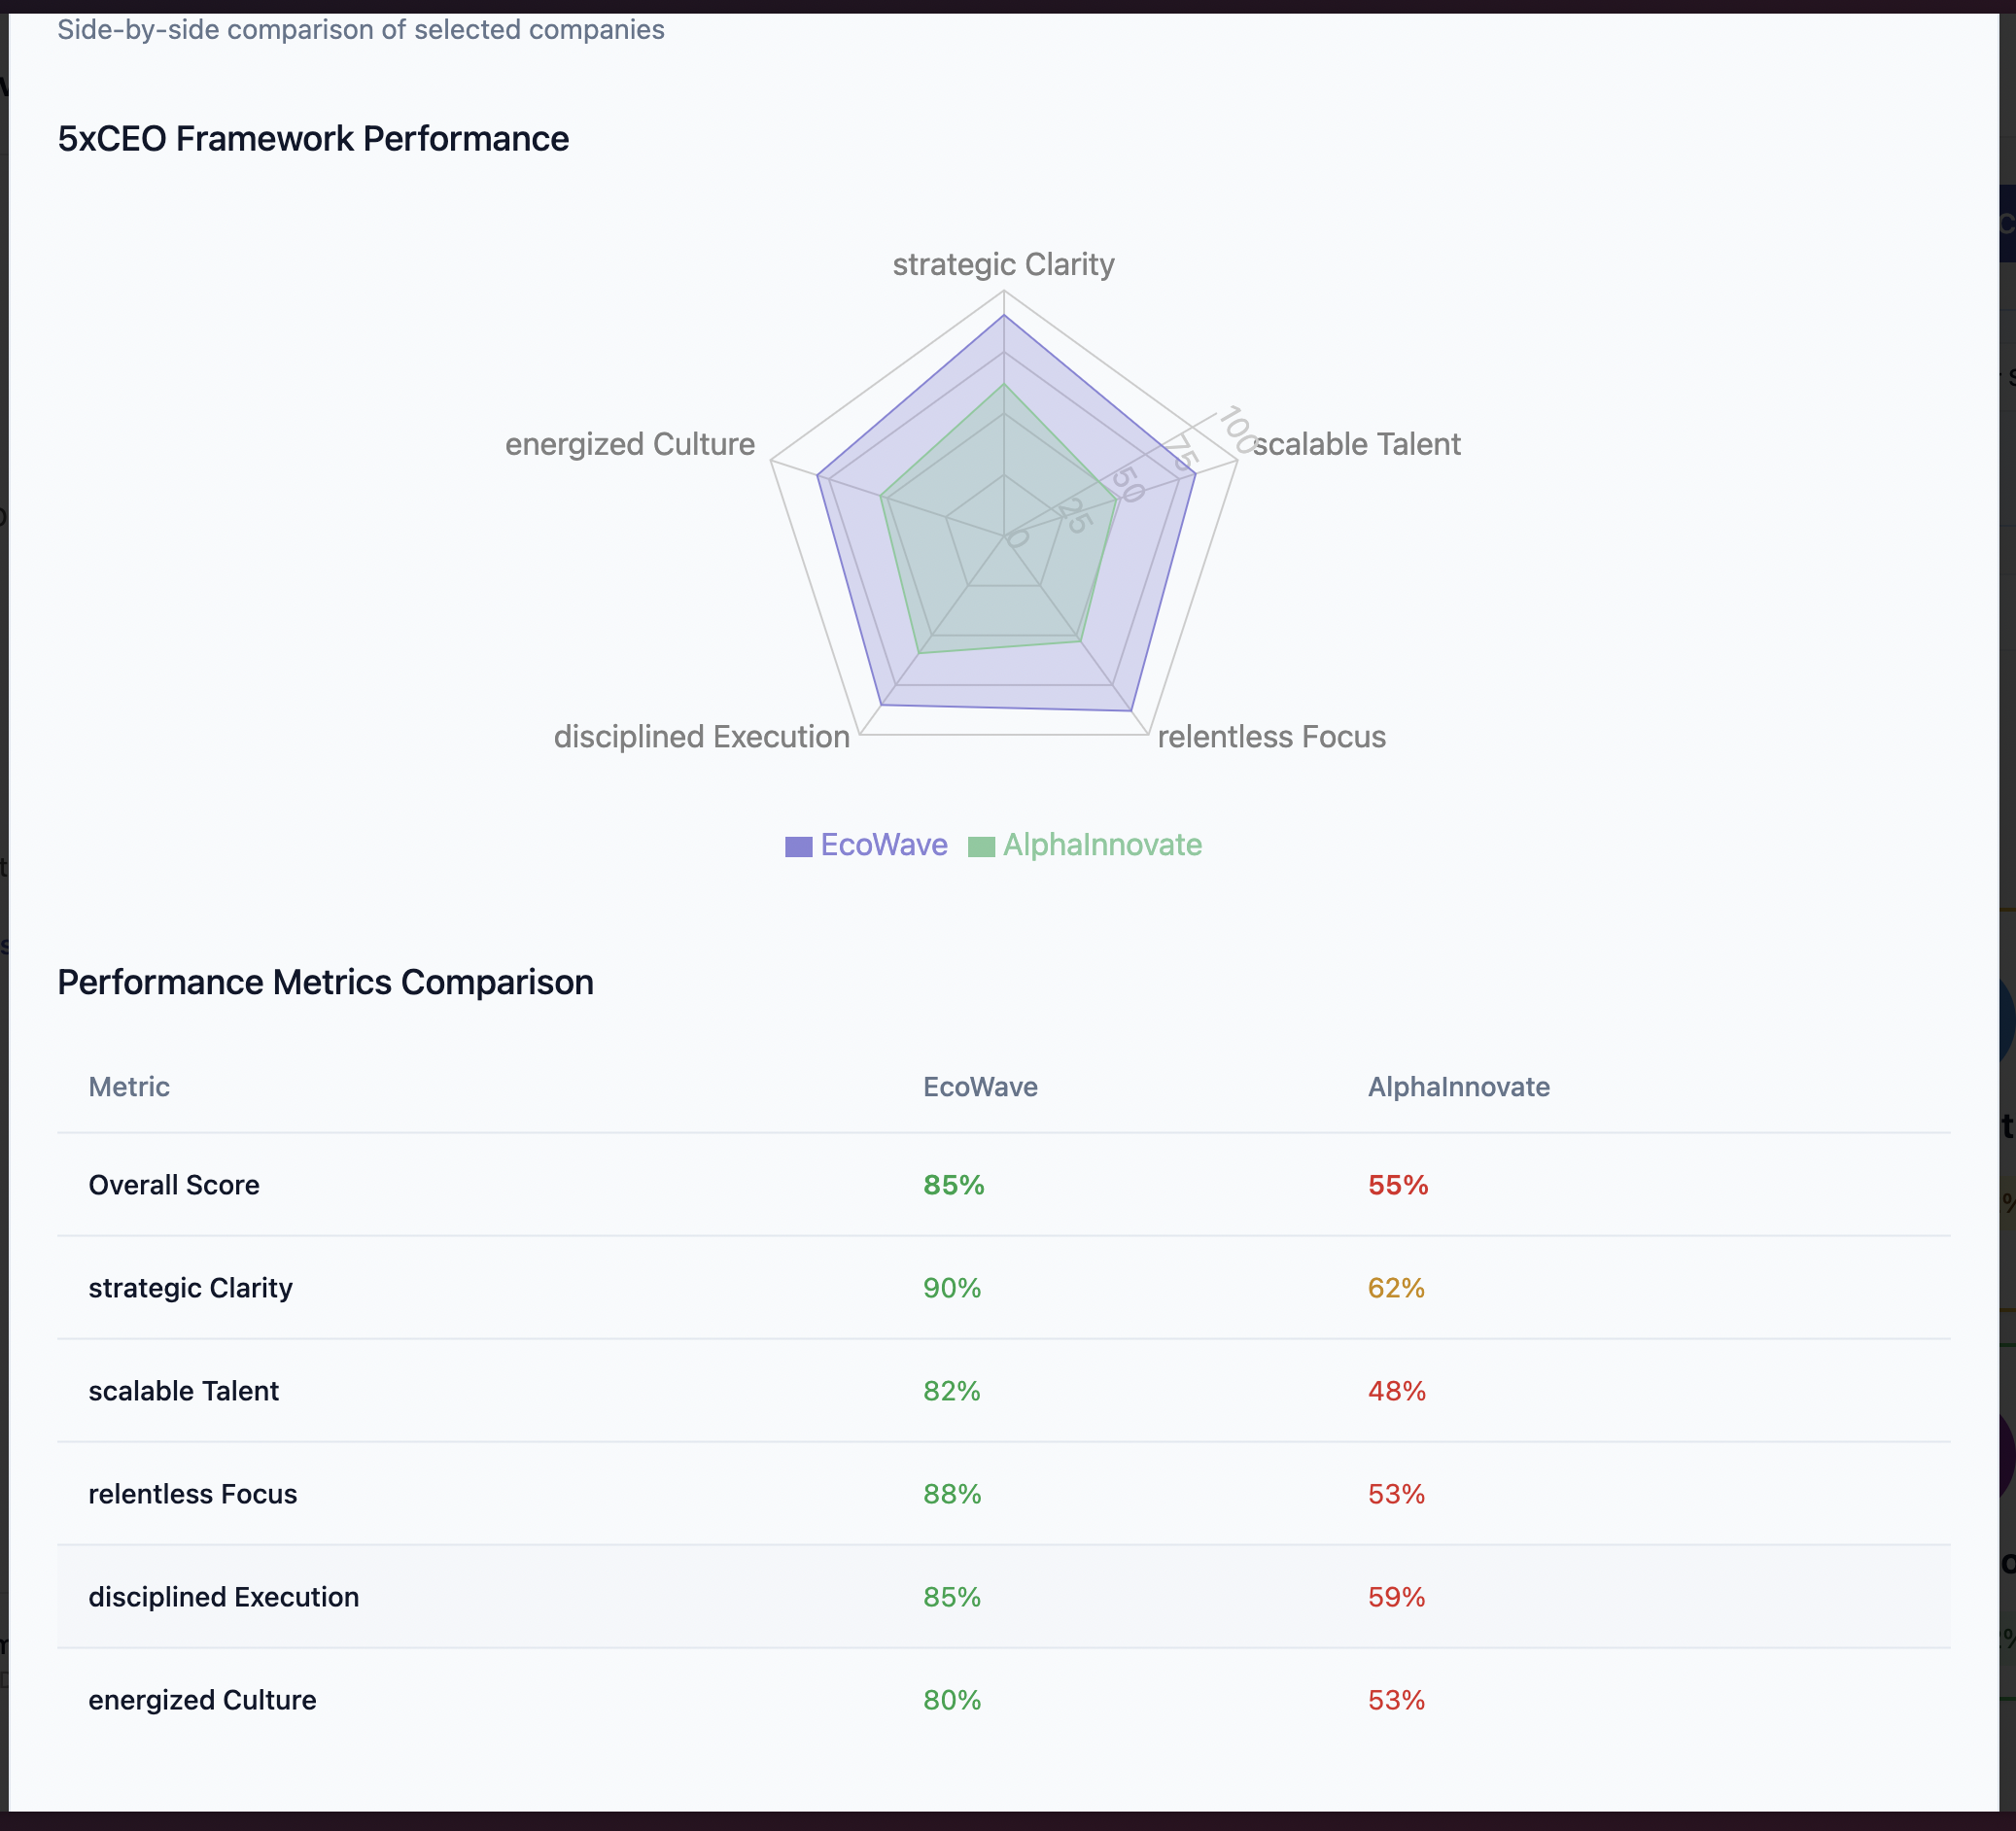 Side-by-side comparison of selected companies
5xCEO Framework Performance
strategic Clarity
energized Culture
scalable Talent
100
75
50
25
0
disciplined Execution
relentless Focus
EcoWave AlphaInnovate
Performance Metrics Comparison
Metric EcoWave AlphaInnovate
Overall Score 85% 55%
strategic Clarity 90% 62%
scalable Talent 82% 48%
relentless Focus 88% 53%
disciplined Execution 85% 59%
energized Culture 80% 53%